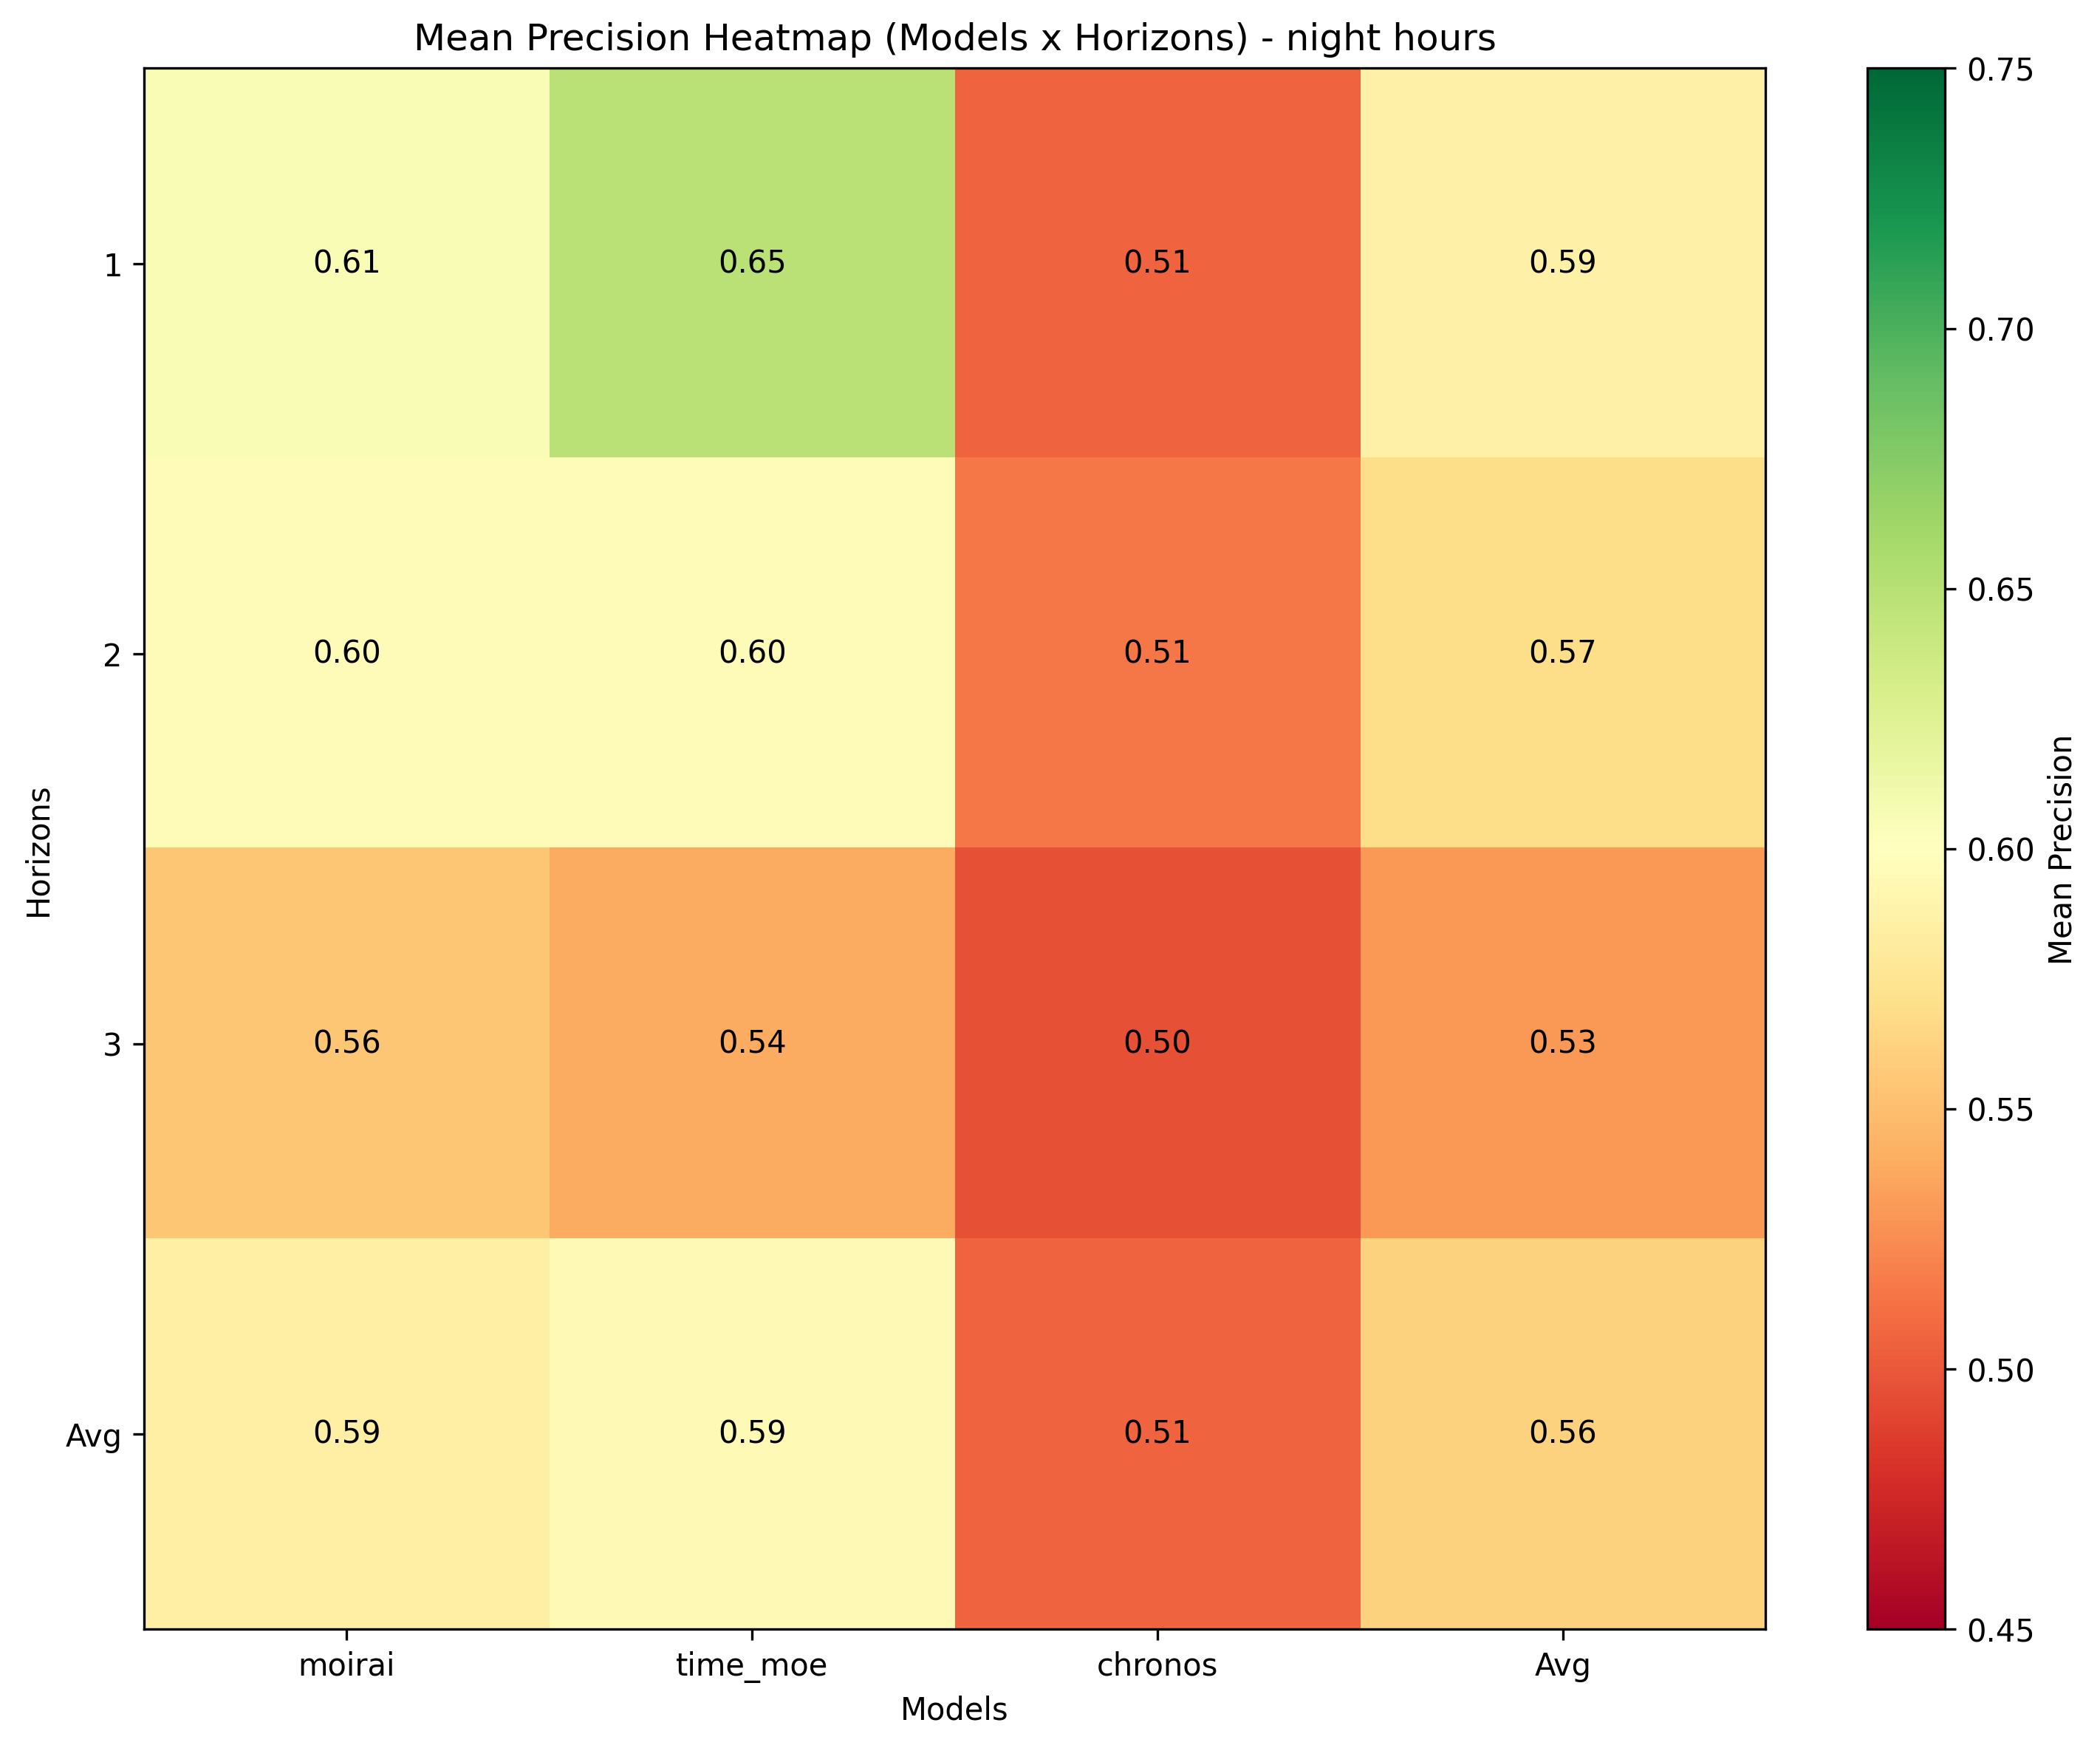 Mean Precision Heatmap (Models x Horizons) - night hours
1 0.61 0.65 0.51 0.59
2 0.60 0.60 0.51 0.57
3 0.56 0.54 0.50 0.53
Avg 0.59 0.59 0.51 0.56
moirai time_moe chronos Avg
Models
Horizons
0.75
0.70
0.65
0.60
0.55
0.50
0.45
Mean Precision